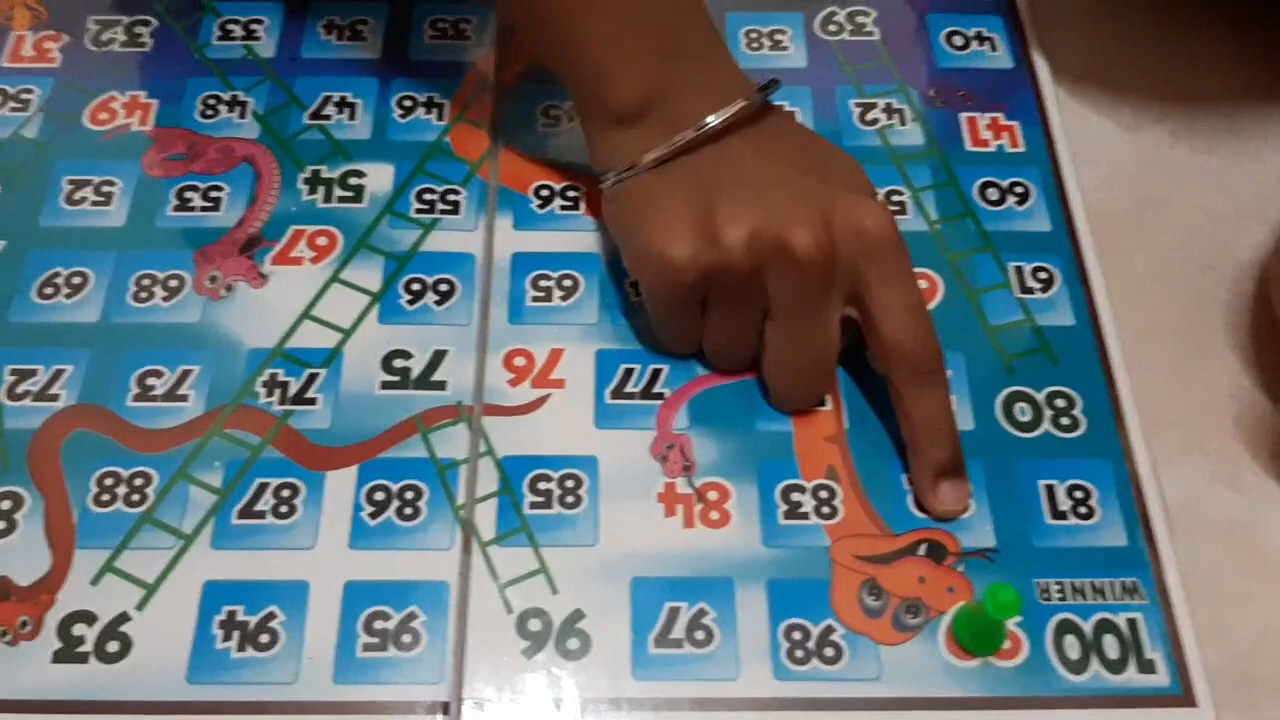 100 98 97 96 95 94 93
WINNER
81 83 84 85 86 87 88
80 77 76 75 74 73 72
61 65 66 67 68 69
60 56 55 54 53 52
41 42 46 47 48 49 50
40 39 38 35 34 33 32 31